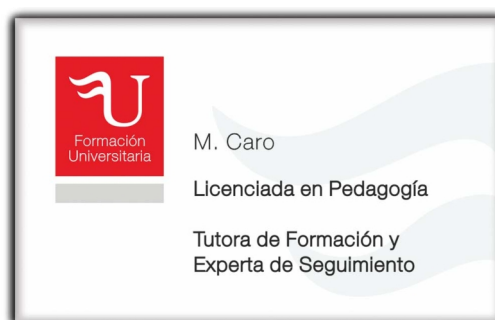 Formación
Universitaria
M. Caro
Licenciada en Pedagogía
Tutora de Formación y
Experta de Seguimiento